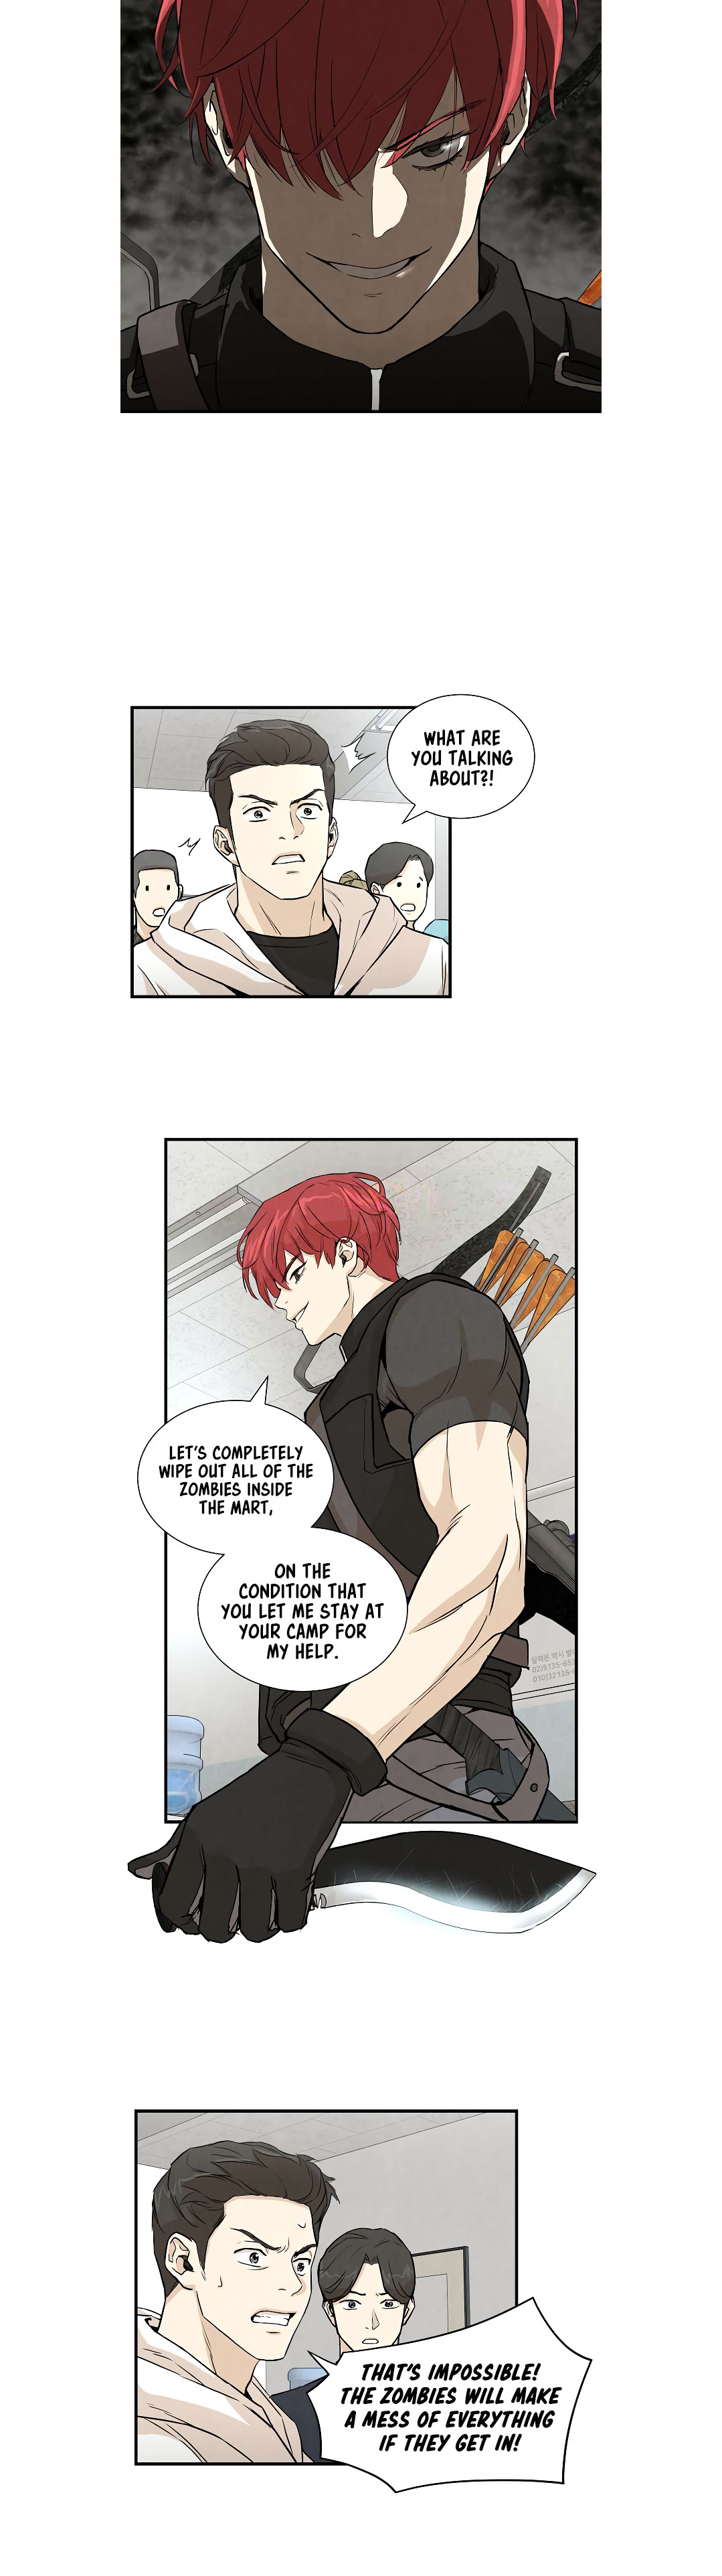 WHAT ARE
YOU TALKING
ABOUT?!
LET'S COMPLETELY
WIPE OUT ALL OF THE
ZOMBIES INSIDE
THE MART,
ON THE
CONDITION THAT
YOU LET ME STAY AT
YOUR CAMP FOR
MY HELP.
THAT'S IMPOSSIBLE!
THE ZOMBIES WILL MAKE
A MESS OF EVERYTHING
IF THEY GET IN!